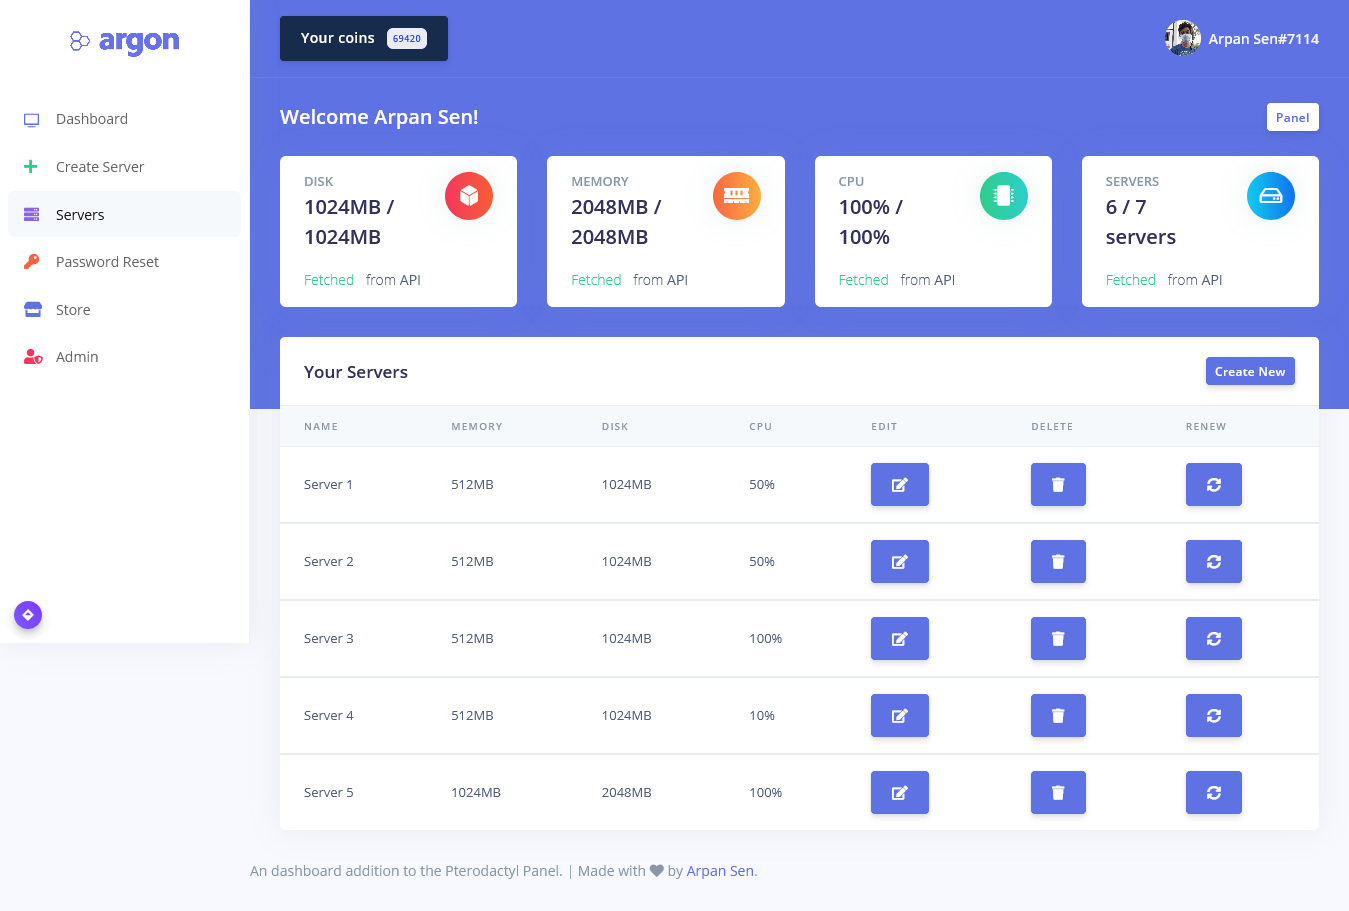 argon
Your coins 69420
Arpan Sen#7114
Dashboard
Create Server
Servers
Password Reset
Store
Admin
Welcome Arpan Sen!
Panel
DISK
1024MB /
1024MB
Fetched from API
MEMORY
2048MB /
2048MB
Fetched from API
CPU
100% /
100%
Fetched from API
SERVERS
6 / 7
servers
Fetched from API
Your Servers
Create New
NAME MEMORY DISK CPU EDIT DELETE RENEW
Server 1 512MB 1024MB 50%
Server 2 512MB 1024MB 50%
Server 3 512MB 1024MB 100%
Server 4 512MB 1024MB 10%
Server 5 1024MB 2048MB 100%
An dashboard addition to the Pterodactyl Panel. | Made with ♥ by Arpan Sen.